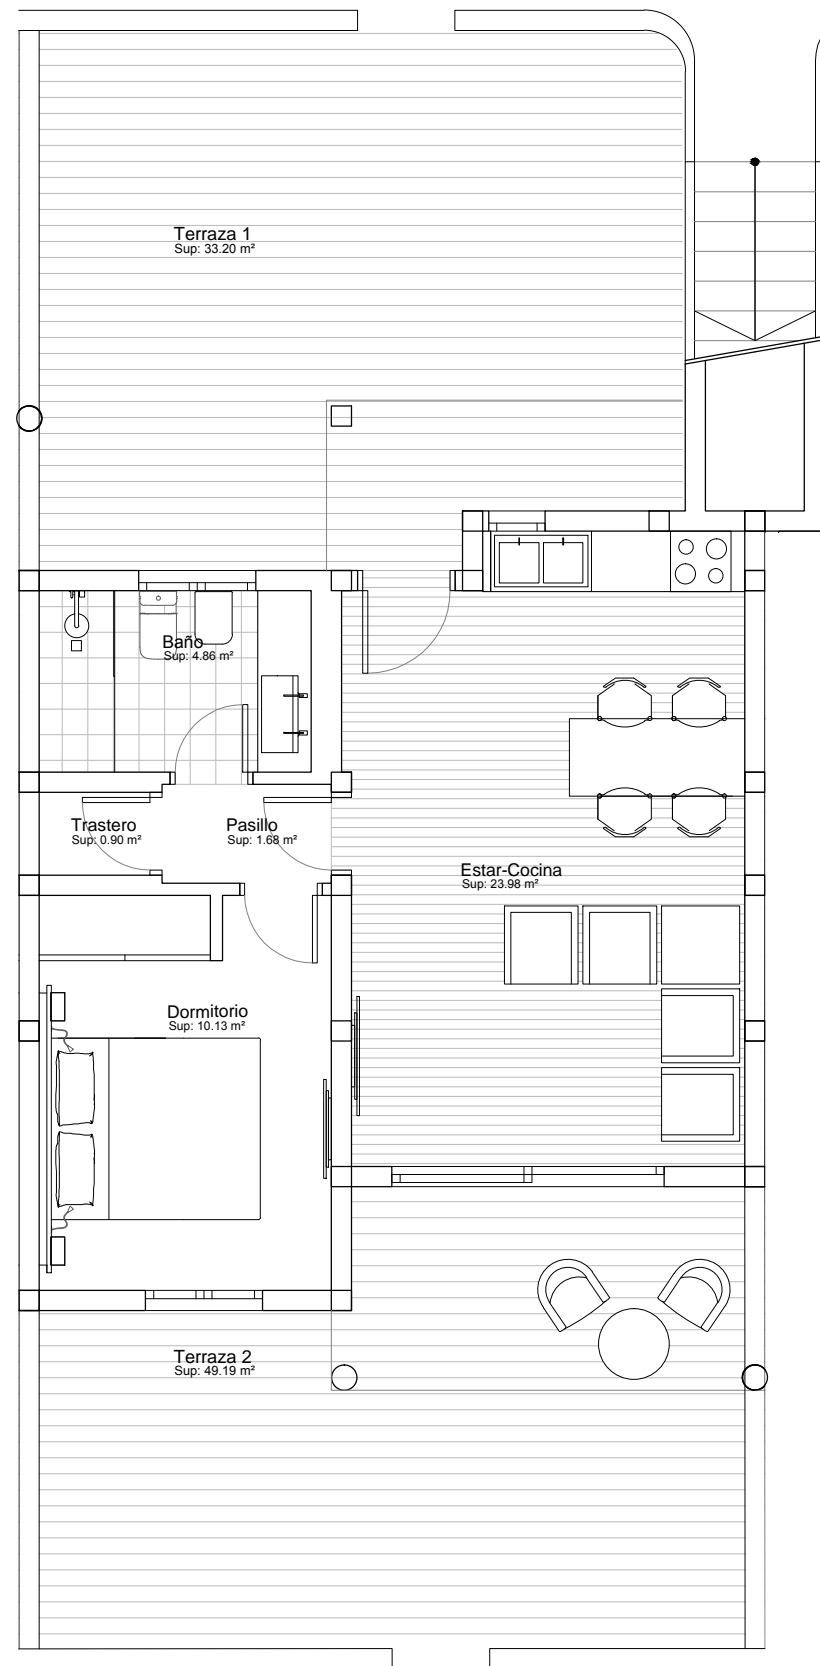 Terraza 1
Sup: 33.20 m²
Baño
Sup: 4.86 m²
Trastero
Sup: 0.90 m²
Pasillo
Sup: 1.68 m²
Estar-Cocina
Sup: 23.98 m²
Dormitorio
Sup: 10.13 m²
Terraza 2
Sup: 49.19 m²